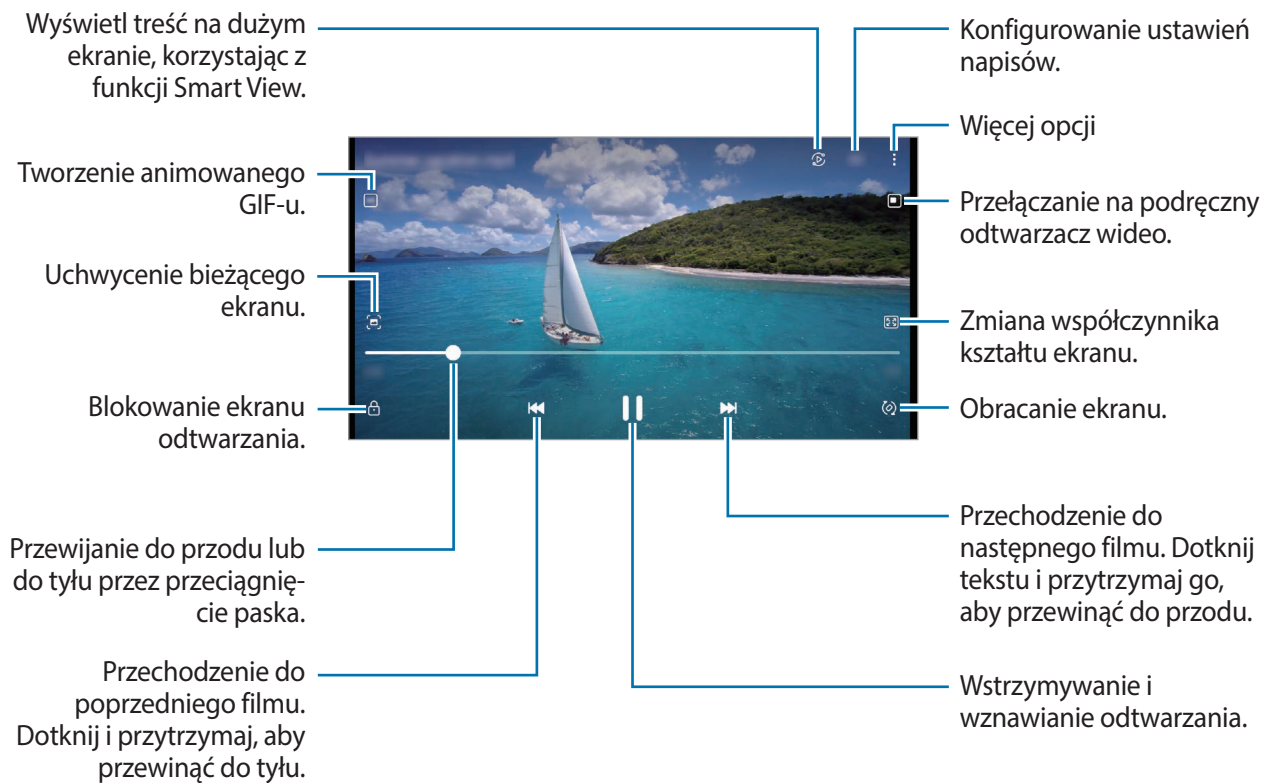 Wyświetl treść na dużym
ekranie, korzystając z
funkcji Smart View.
Tworzenie animowanego
GIF-u.
Uchwycenie bieżącego
ekranu.
Blokowanie ekranu
odtwarzania.
Przewijanie do przodu lub
do tyłu przez przeciągnię-
cie paska.
Przechodzenie do
poprzedniego filmu.
Dotknij i przytrzymaj, aby
przewinąć do tyłu.
Konfigurowanie ustawień
napisów.
Więcej opcji
Przełączanie na podręczny
odtwarzacz wideo.
Zmiana współczynnika
kształtu ekranu.
Obracanie ekranu.
Przechodzenie do
następnego filmu. Dotknij
tekstu i przytrzymaj go,
aby przewinąć do przodu.
Wstrzymywanie i
wznawianie odtwarzania.